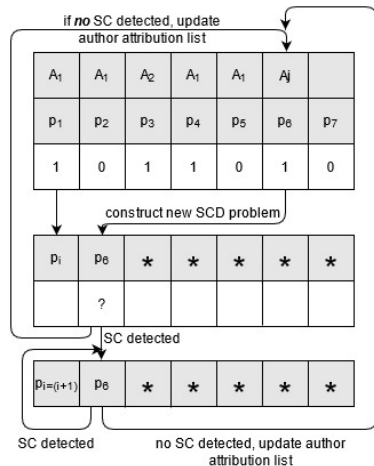 if no SC detected, update
author attribution list
A₁ A₁ A₂ A₁ A₁ Aj
p₁ p₂ p₃ p₄ p₅ p₆ p₇
1 0 1 1 0 1 0
construct new SCD problem
pᵢ p₆ * * * * *
?
SC detected
pᵢ₌₍ᵢ₊₁₎ p₆ * * * * *
SC detected
no SC detected, update author
attribution list